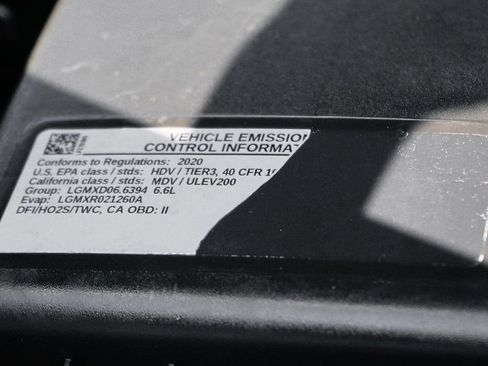 VEHICLE EMISSION
CONTROL INFORMAT
Conforms to Regulations: 2020
U.S. EPA class / stds: HDV / TIER3, 40 CFR
California class / stds: MDV / ULEV200
Group: LGMXD06.6394 6.6L
Evap: LGMXR021260A
DFI/HO2S/TWC, CA OBD: II